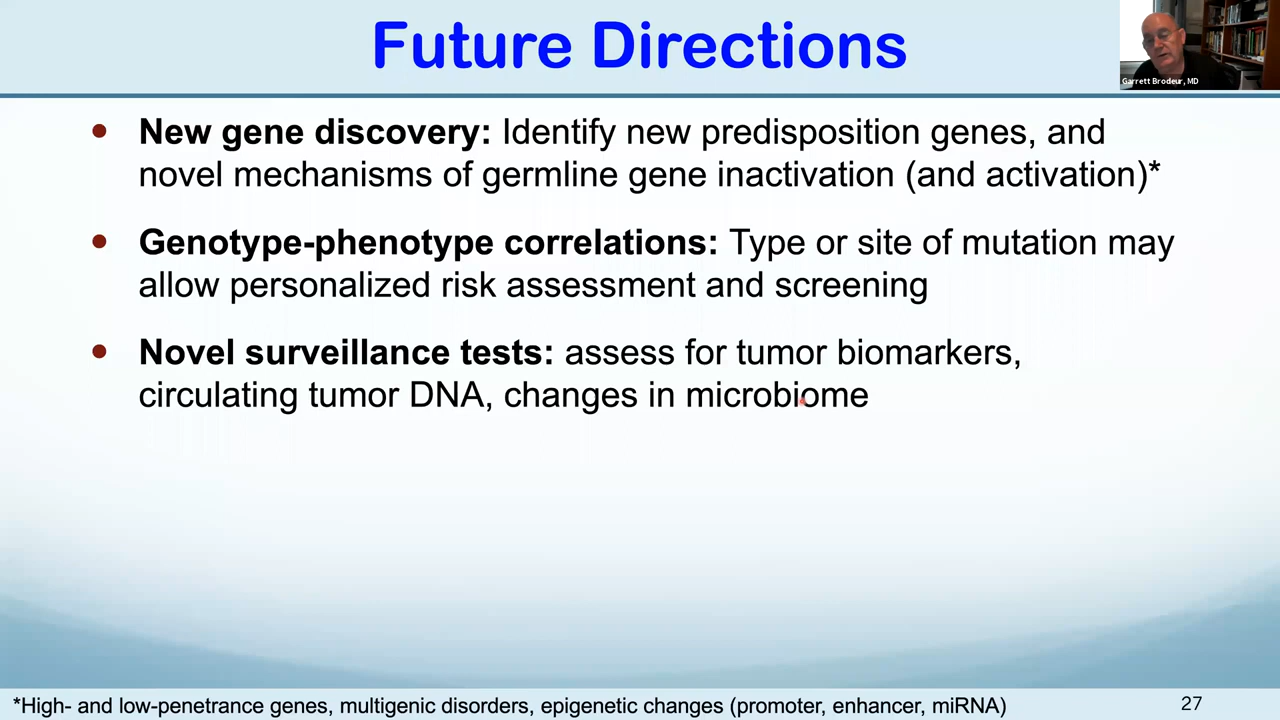 Future Directions
Garrett Brodeur, MD
• New gene discovery: Identify new predisposition genes, and
novel mechanisms of germline gene inactivation (and activation)*
• Genotype-phenotype correlations: Type or site of mutation may
allow personalized risk assessment and screening
• Novel surveillance tests: assess for tumor biomarkers,
circulating tumor DNA, changes in microbiome
*High- and low-penetrance genes, multigenic disorders, epigenetic changes (promoter, enhancer, miRNA)
27